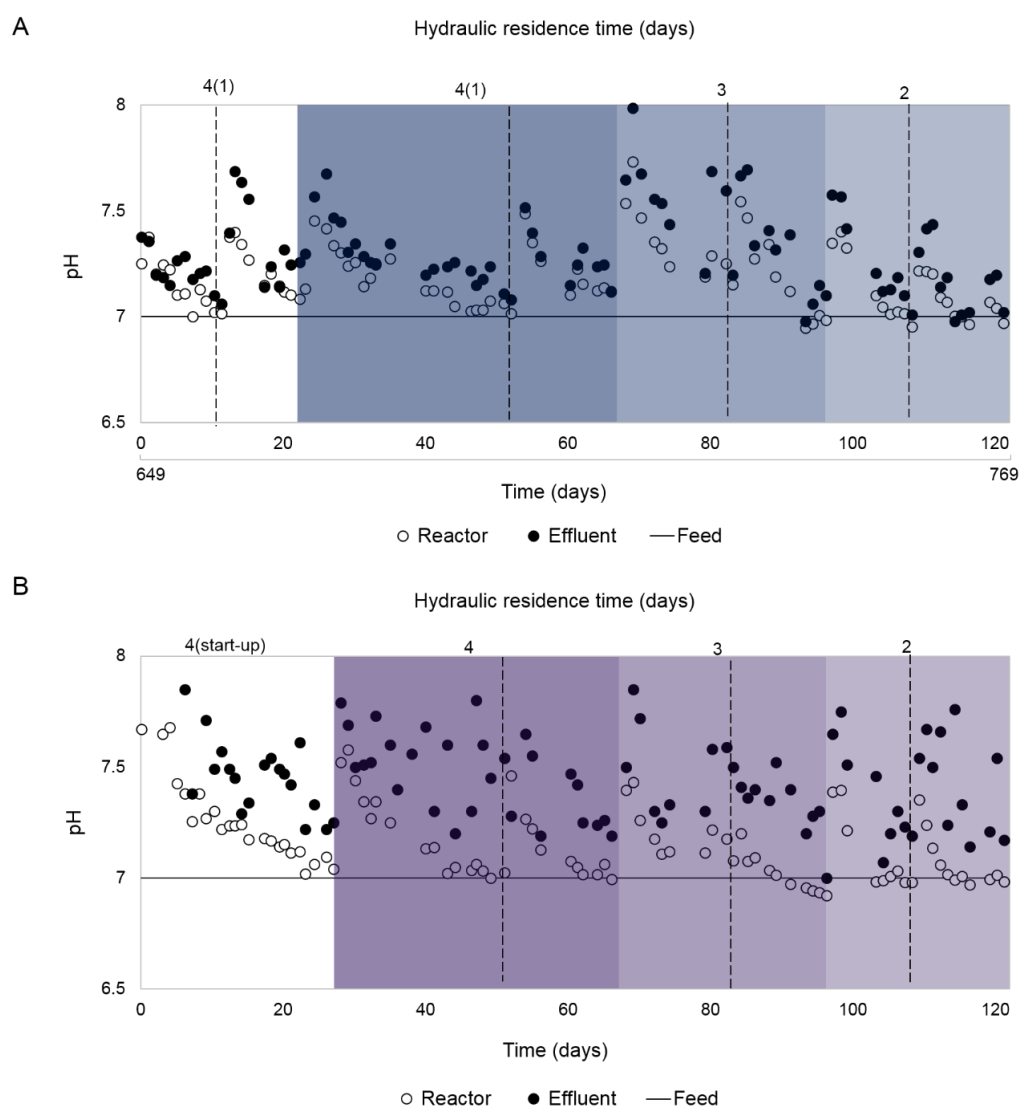 A
Hydraulic residence time (days)
4(1) 4(1) 3 2
8
7.5
7
6.5
pH
0 20 40 60 80 100 120
649 769
Time (days)
Reactor Effluent Feed
B
Hydraulic residence time (days)
4(start-up) 4 3 2
8
7.5
7
6.5
pH
0 20 40 60 80 100 120
Time (days)
Reactor Effluent Feed